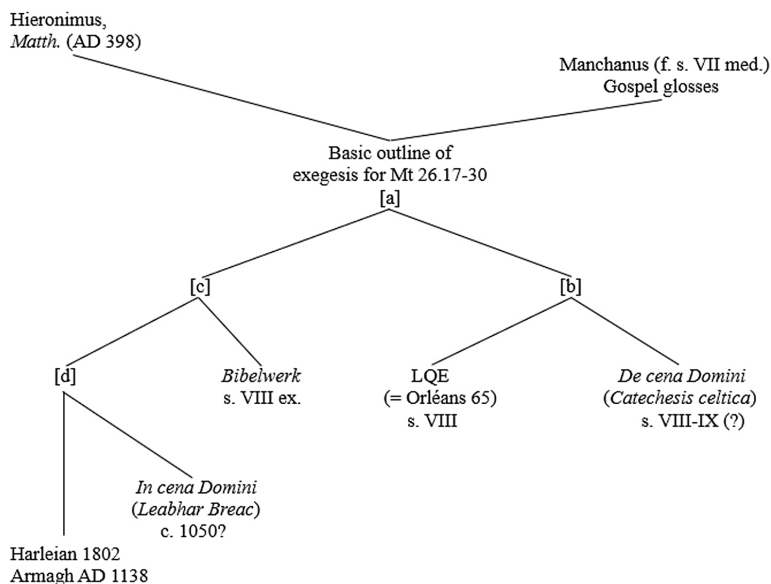 Hieronimus,
Matth. (AD 398)
Manchanus (f. s. VII med.)
Gospel glosses
Basic outline of
exegesis for Mt 26.17-30
[a]
[c]
[b]
[d]
Bibelwerk
s. VIII ex.
LQE
(= Orléans 65)
s. VIII
De cena Domini
(Catechesis celtica)
s. VIII-IX (?)
In cena Domini
(Leabhar Breac)
c. 1050?
Harleian 1802
Armagh AD 1138